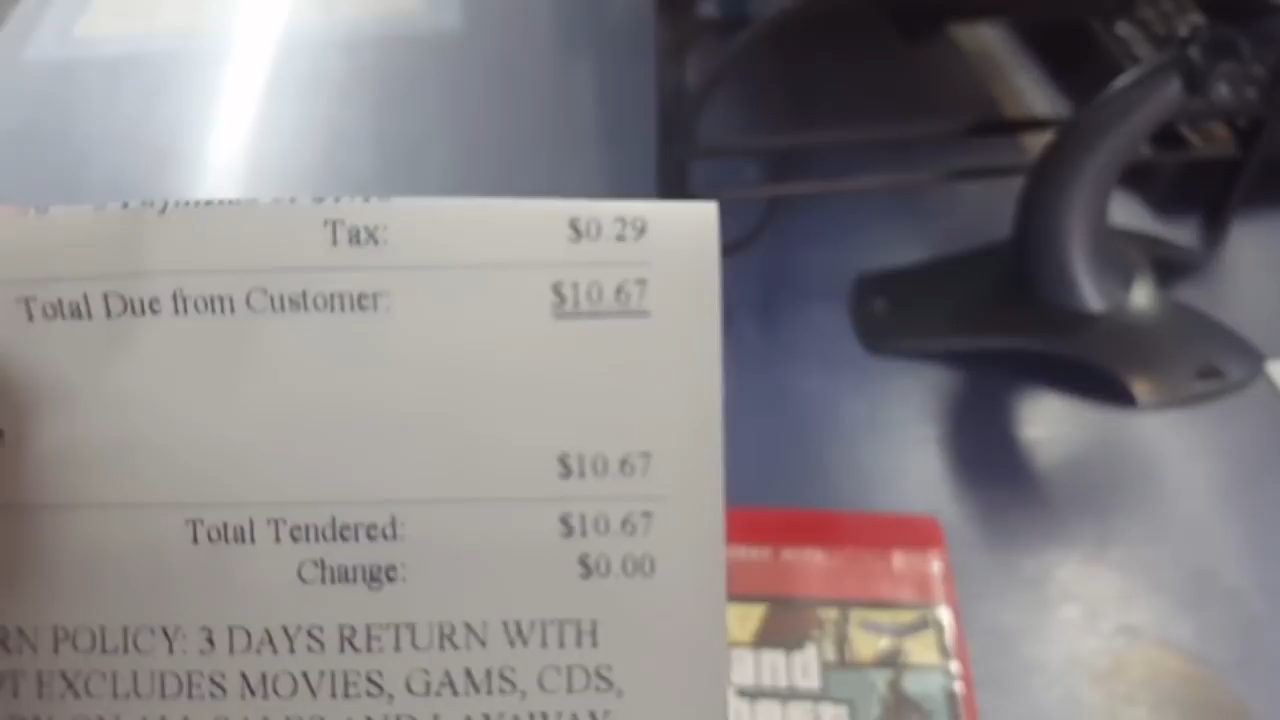 Tax: $0.29
Total Due from Customer: $10.67
$10.67
Total Tendered: $10.67
Change: $0.00
RN POLICY: 3 DAYS RETURN WITH
T EXCLUDES MOVIES, GAMS, CDS,
and